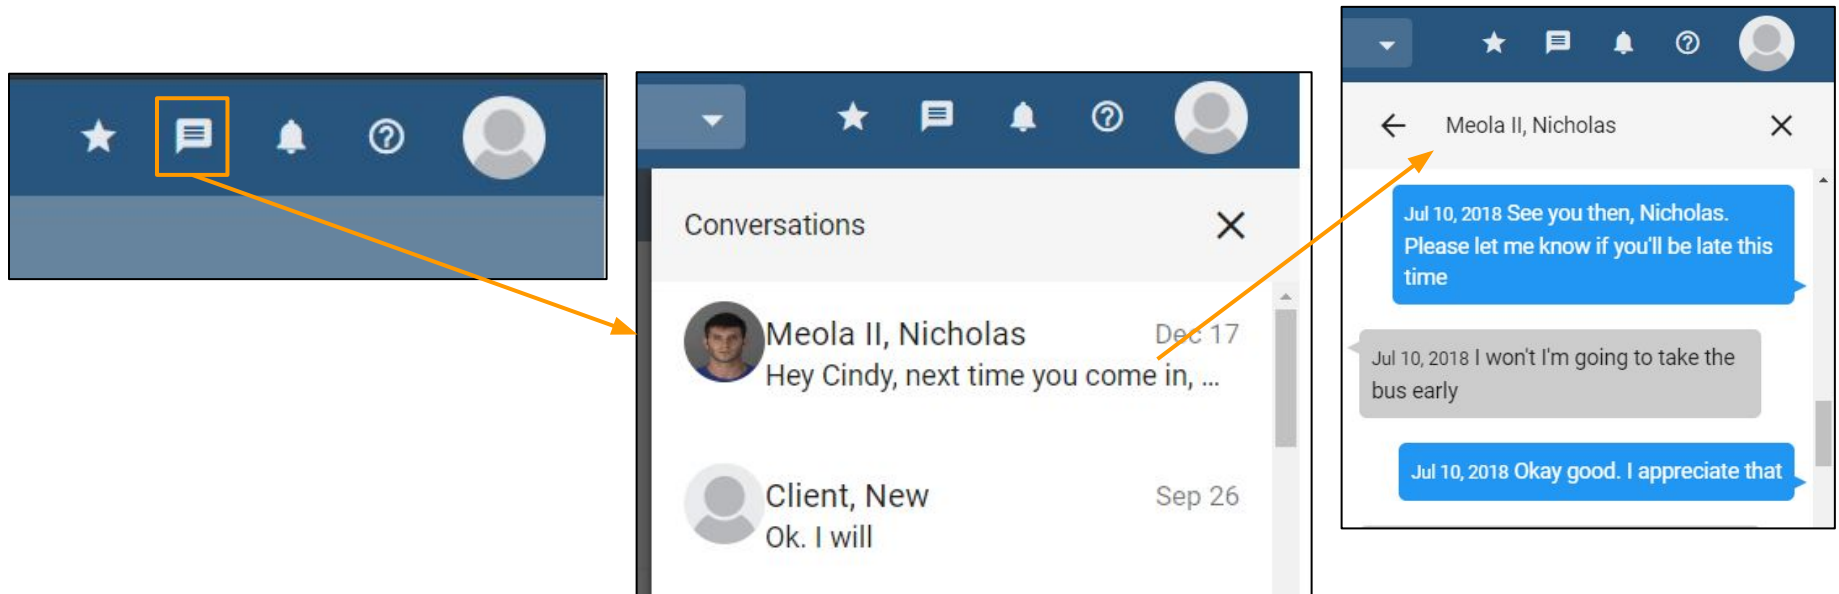 Conversations
Meola II, Nicholas Dec 17
Hey Cindy, next time you come in, ...
Client, New Sep 26
Ok. I will
Meola II, Nicholas
Jul 10, 2018 See you then, Nicholas.
Please let me know if you'll be late this
time
Jul 10, 2018 I won't I'm going to take the
bus early
Jul 10, 2018 Okay good. I appreciate that